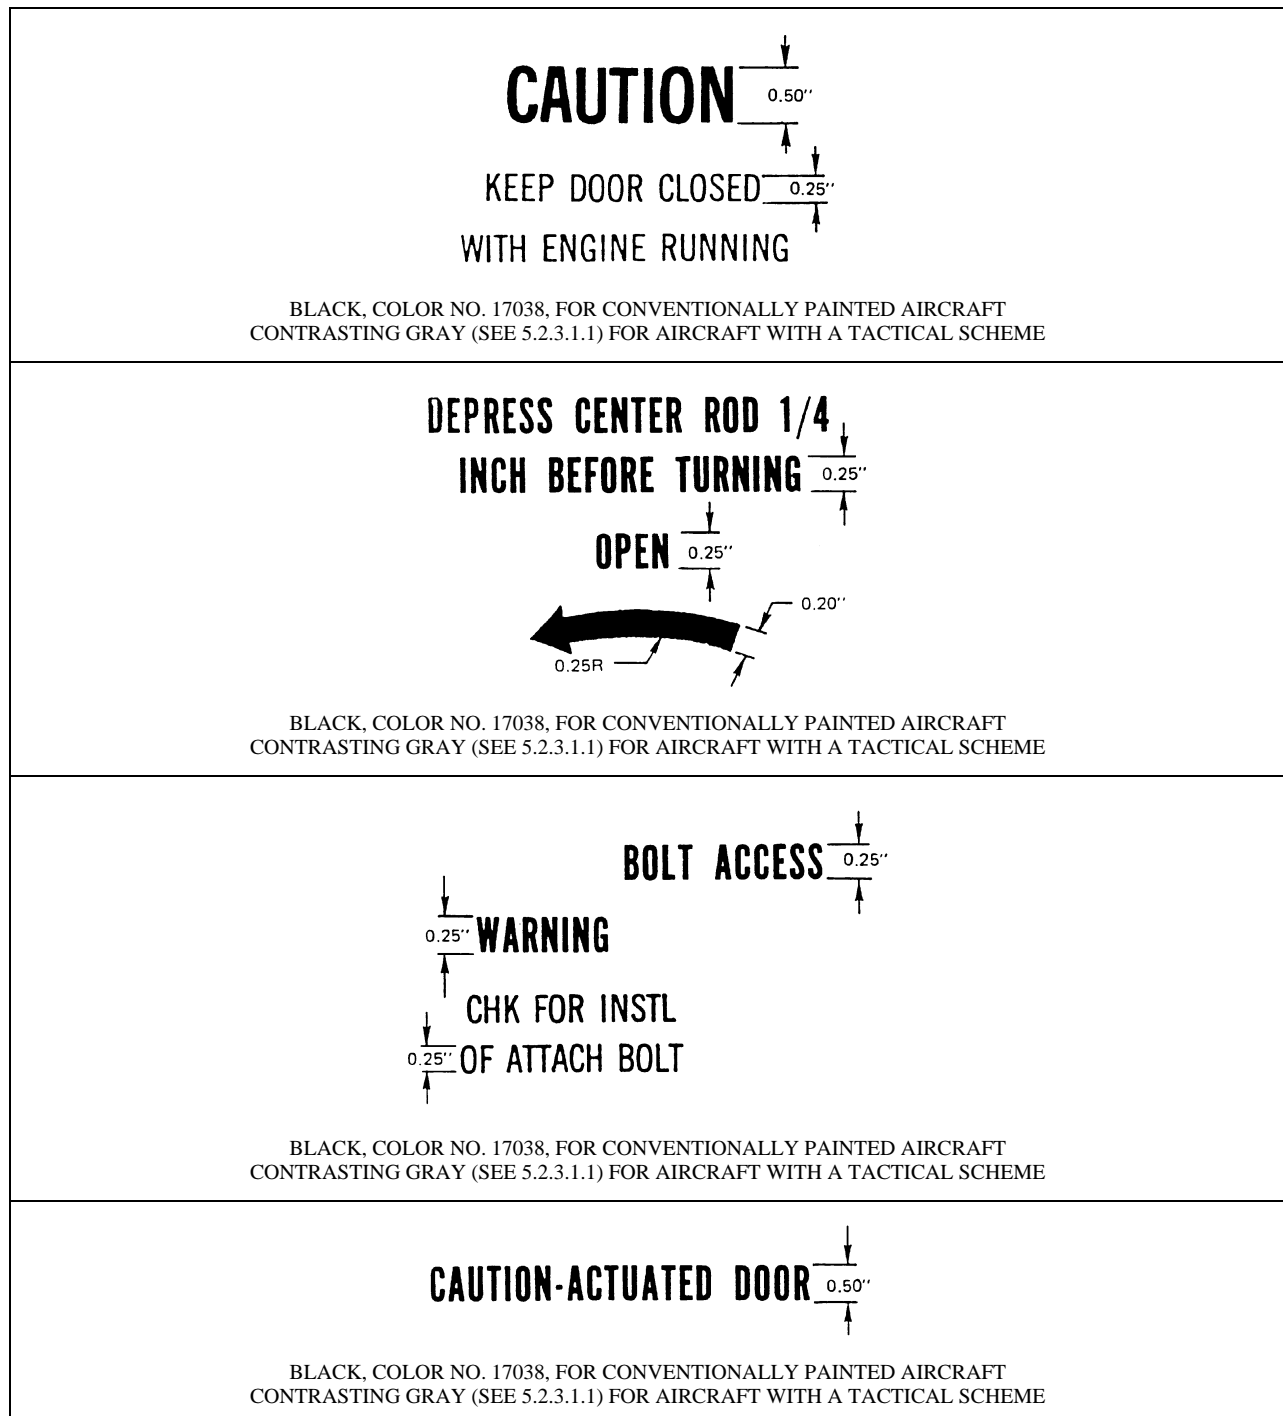 CAUTION
0.50''
KEEP DOOR CLOSED
0.25''
WITH ENGINE RUNNING
BLACK, COLOR NO. 17038, FOR CONVENTIONALLY PAINTED AIRCRAFT
CONTRASTING GRAY (SEE 5.2.3.1.1) FOR AIRCRAFT WITH A TACTICAL SCHEME
DEPRESS CENTER ROD 1/4
INCH BEFORE TURNING
0.25''
OPEN
0.25''
0.20''
0.25R
BLACK, COLOR NO. 17038, FOR CONVENTIONALLY PAINTED AIRCRAFT
CONTRASTING GRAY (SEE 5.2.3.1.1) FOR AIRCRAFT WITH A TACTICAL SCHEME
BOLT ACCESS
0.25''
0.25''
WARNING
CHK FOR INSTL
0.25''
OF ATTACH BOLT
BLACK, COLOR NO. 17038, FOR CONVENTIONALLY PAINTED AIRCRAFT
CONTRASTING GRAY (SEE 5.2.3.1.1) FOR AIRCRAFT WITH A TACTICAL SCHEME
CAUTION-ACTUATED DOOR
0.50''
BLACK, COLOR NO. 17038, FOR CONVENTIONALLY PAINTED AIRCRAFT
CONTRASTING GRAY (SEE 5.2.3.1.1) FOR AIRCRAFT WITH A TACTICAL SCHEME